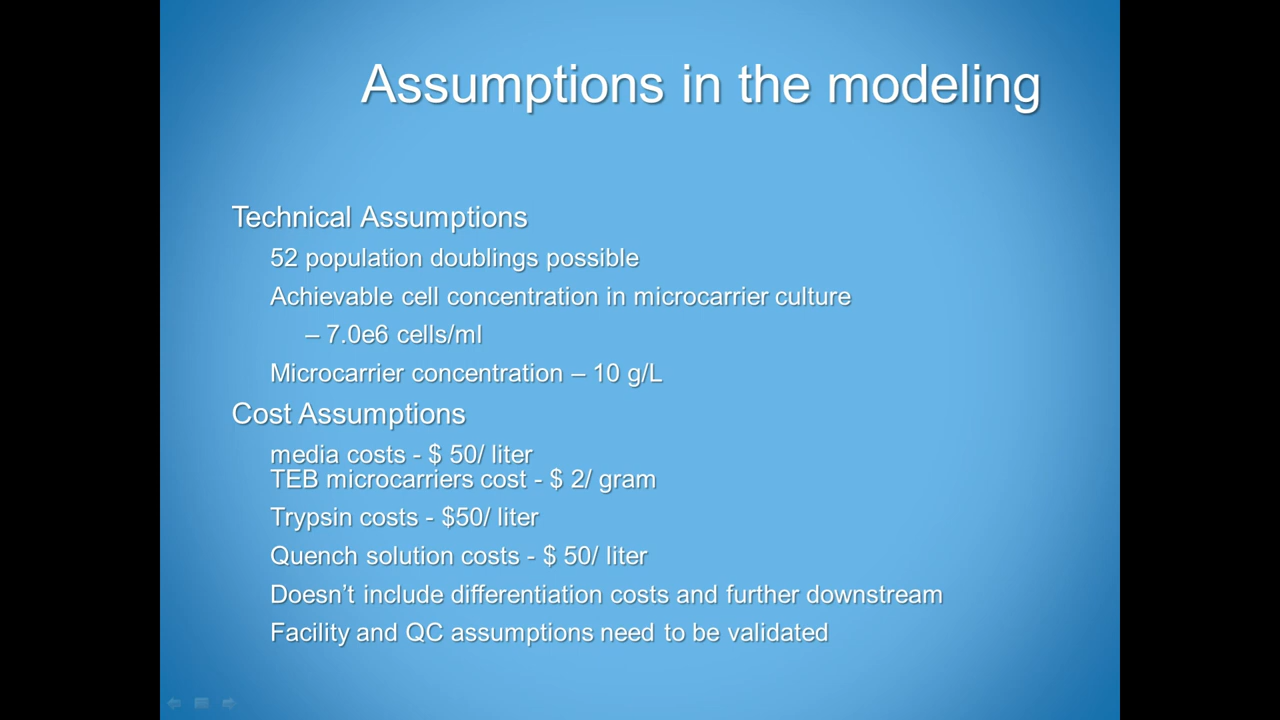 Assumptions in the modeling
Technical Assumptions
52 population doublings possible
Achievable cell concentration in microcarrier culture
– 7.0e6 cells/ml
Microcarrier concentration – 10 g/L
Cost Assumptions
media costs - $ 50/ liter
TEB microcarriers cost - $ 2/ gram
Trypsin costs - $50/ liter
Quench solution costs - $ 50/ liter
Doesn’t include differentiation costs and further downstream
Facility and QC assumptions need to be validated